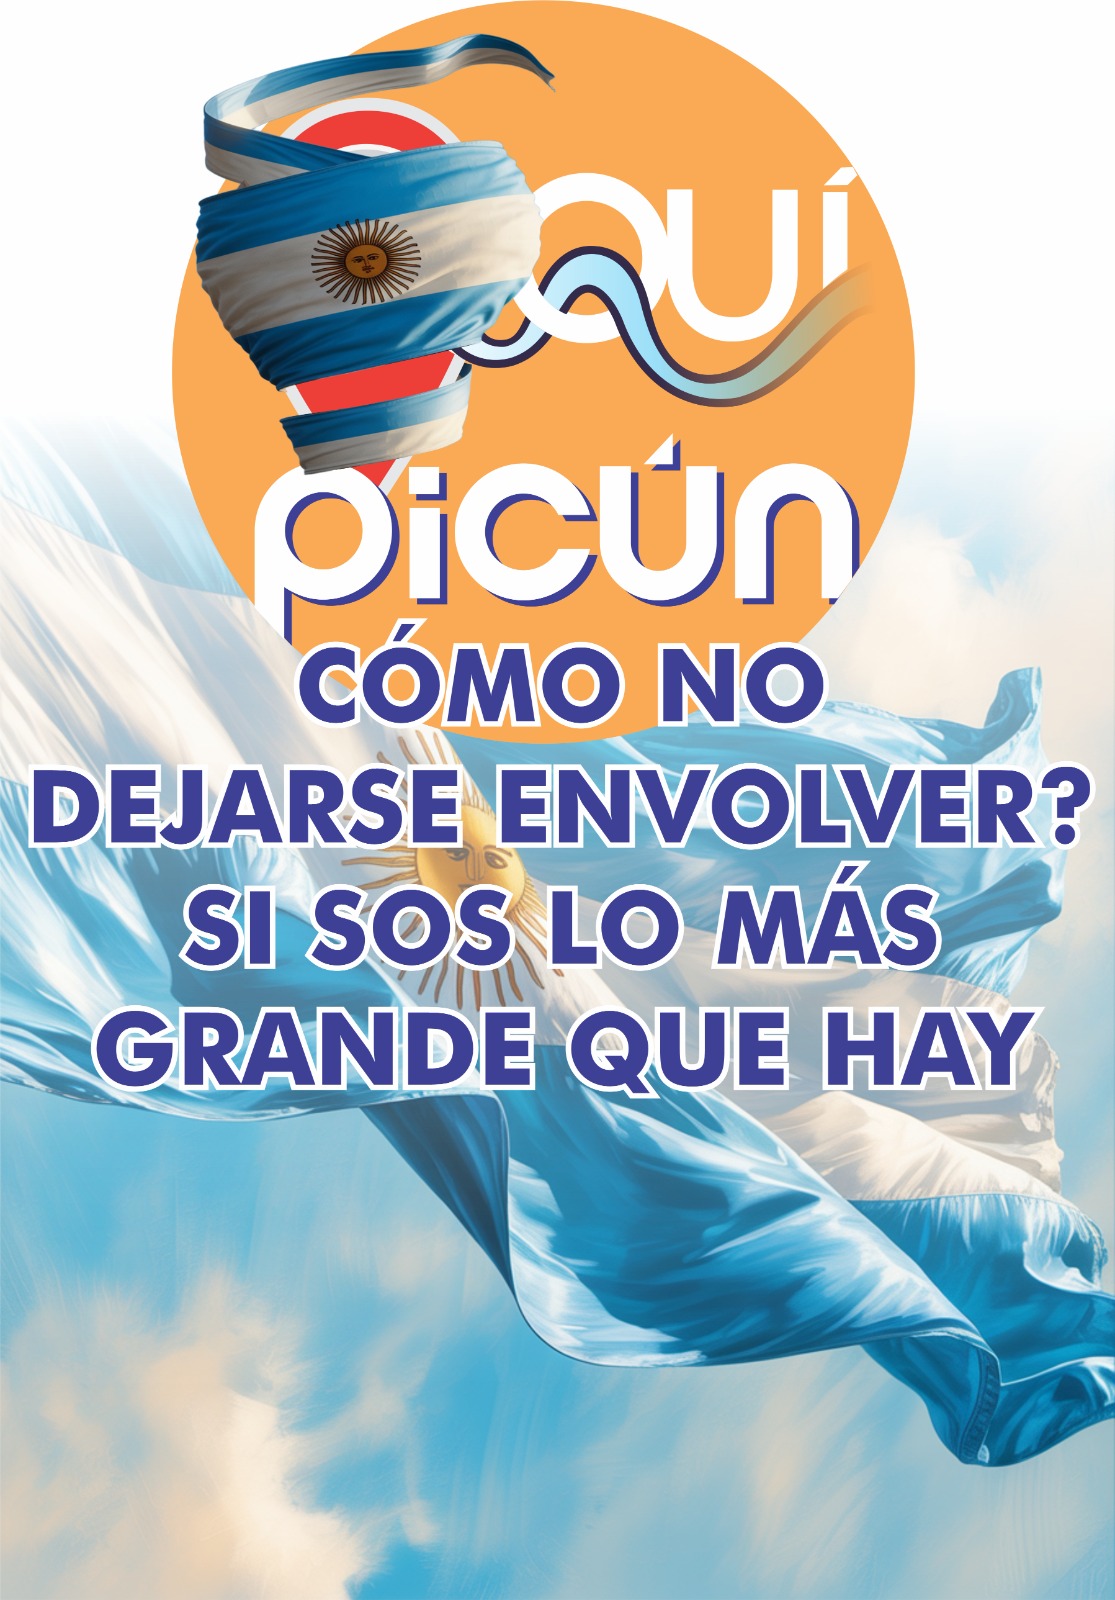 QUÍ
picún
CÓMO NO
DEJARSE ENVOLVER?
SI SOS LO MÁS
GRANDE QUE HAY